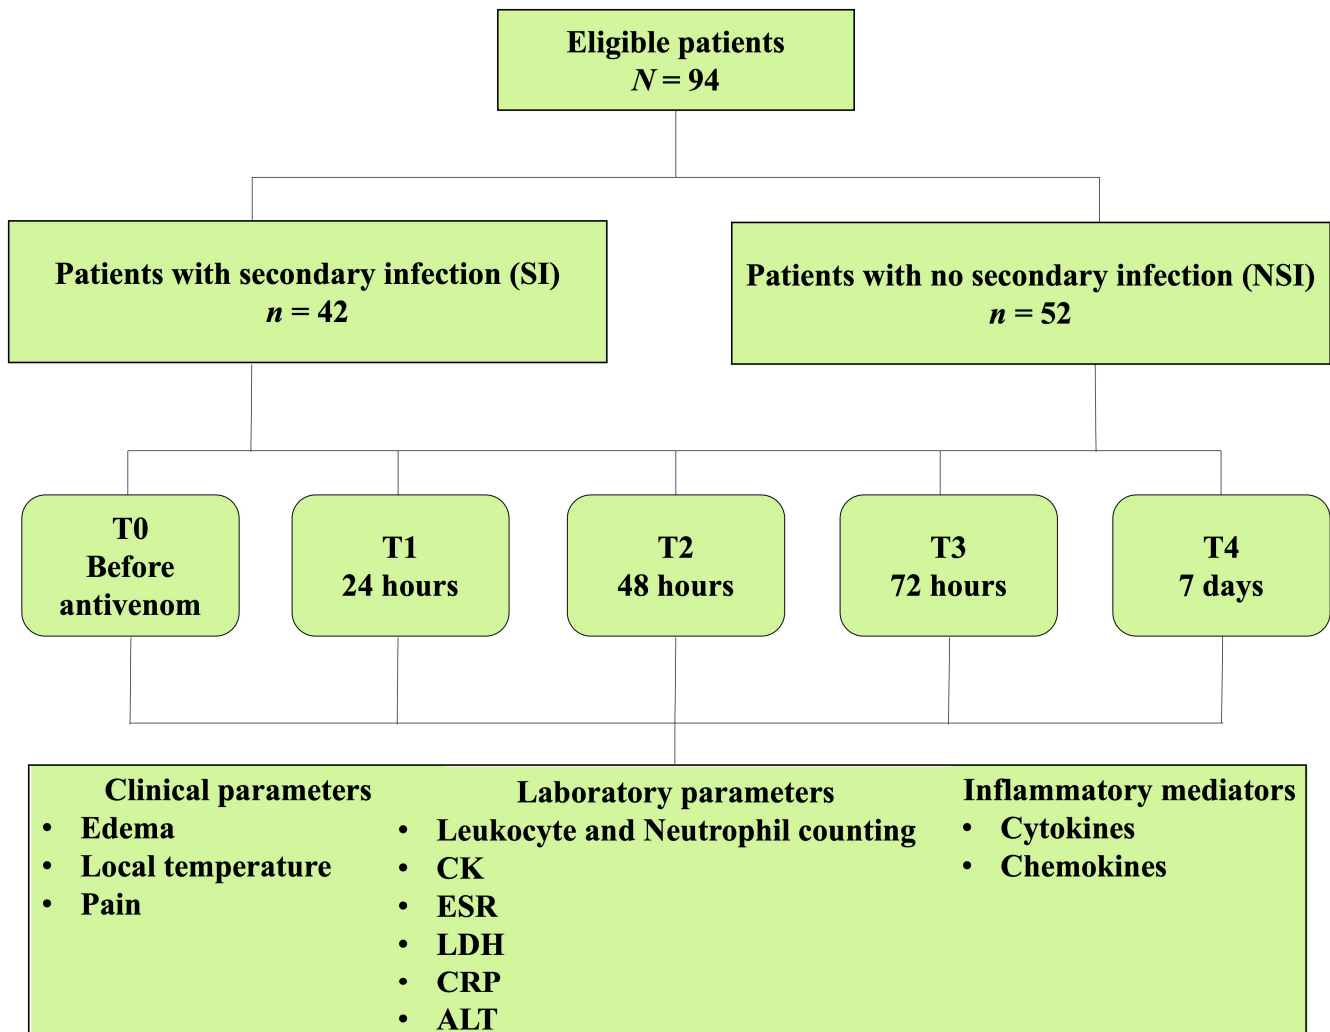 Eligible patients
N = 94
Patients with secondary infection (SI)
n = 42
Patients with no secondary infection (NSI)
n = 52
T0
Before
antivenom
T1
24 hours
T2
48 hours
T3
72 hours
T4
7 days
Clinical parameters
• Edema
• Local temperature
• Pain
Laboratory parameters
• Leukocyte and Neutrophil counting
• CK
• ESR
• LDH
• CRP
• ALT
Inflammatory mediators
• Cytokines
• Chemokines